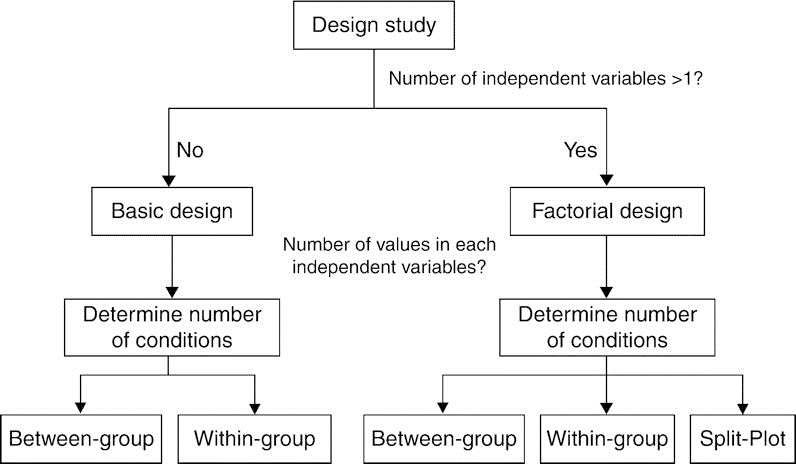 Design study
Number of independent variables >1?
No
Yes
Basic design
Factorial design
Number of values in each
independent variables?
Determine number
of conditions
Determine number
of conditions
Between-group
Within-group
Between-group
Within-group
Split-Plot